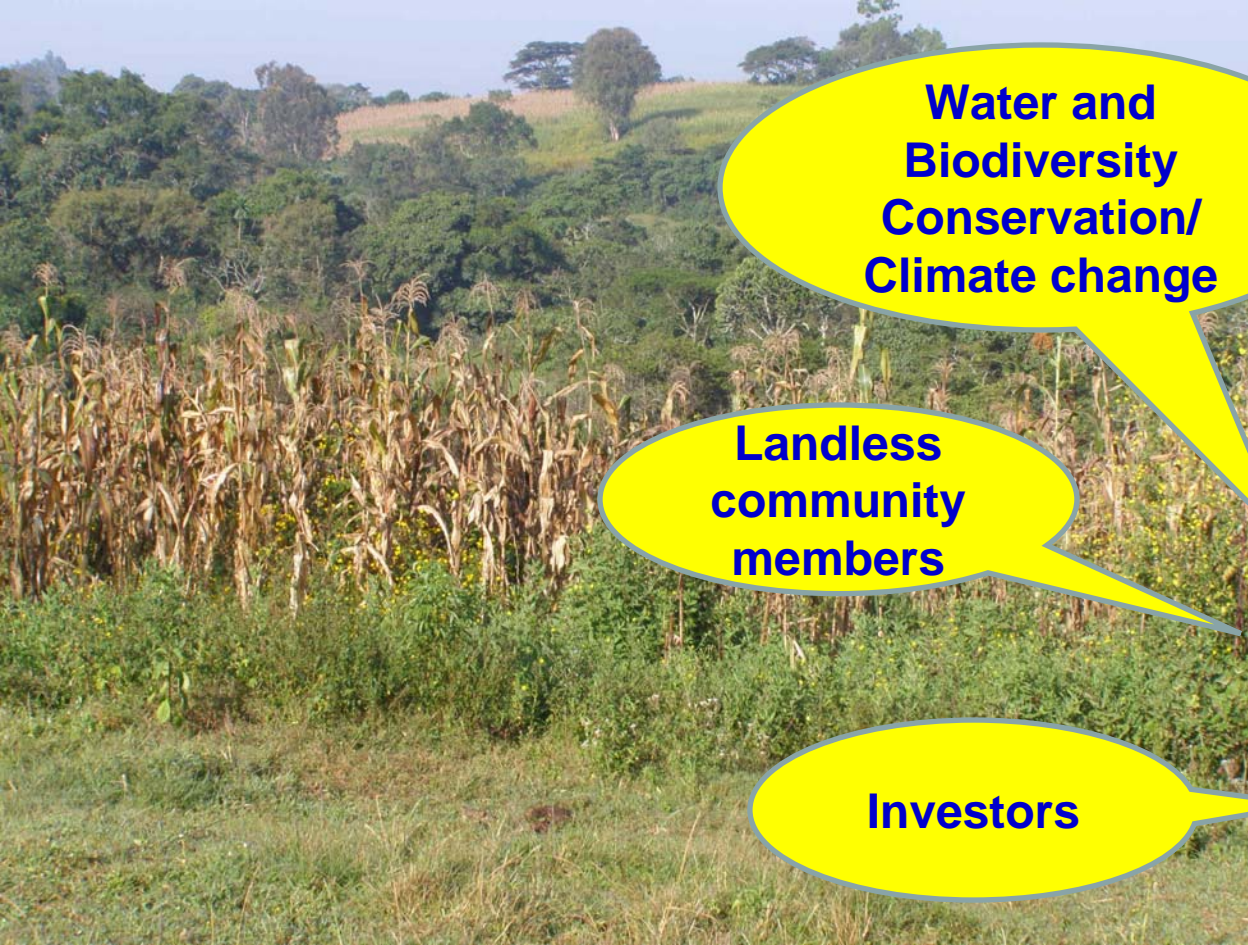 Water and
Biodiversity
Conservation/
Climate change
Landless
community
members
Investors